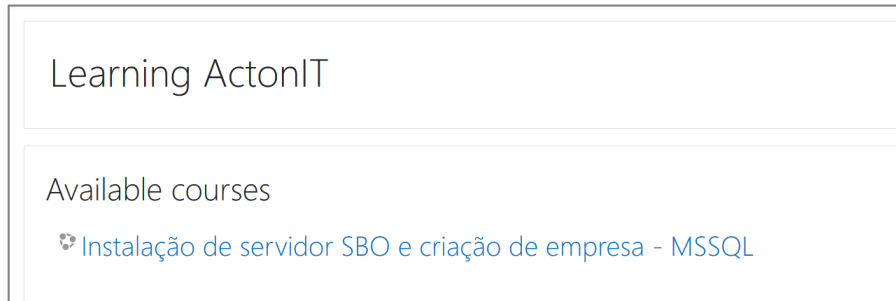 Learning ActonIT
Available courses
Instalação de servidor SBO e criação de empresa - MSSQL